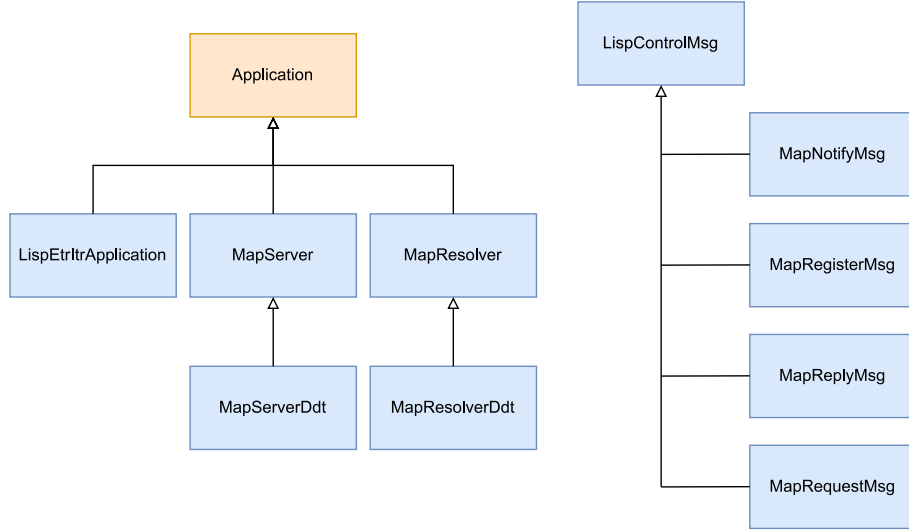 Application
LispEtrItrApplication
MapServer
MapResolver
MapServerDdt
MapResolverDdt
LispControlMsg
MapNotifyMsg
MapRegisterMsg
MapReplyMsg
MapRequestMsg